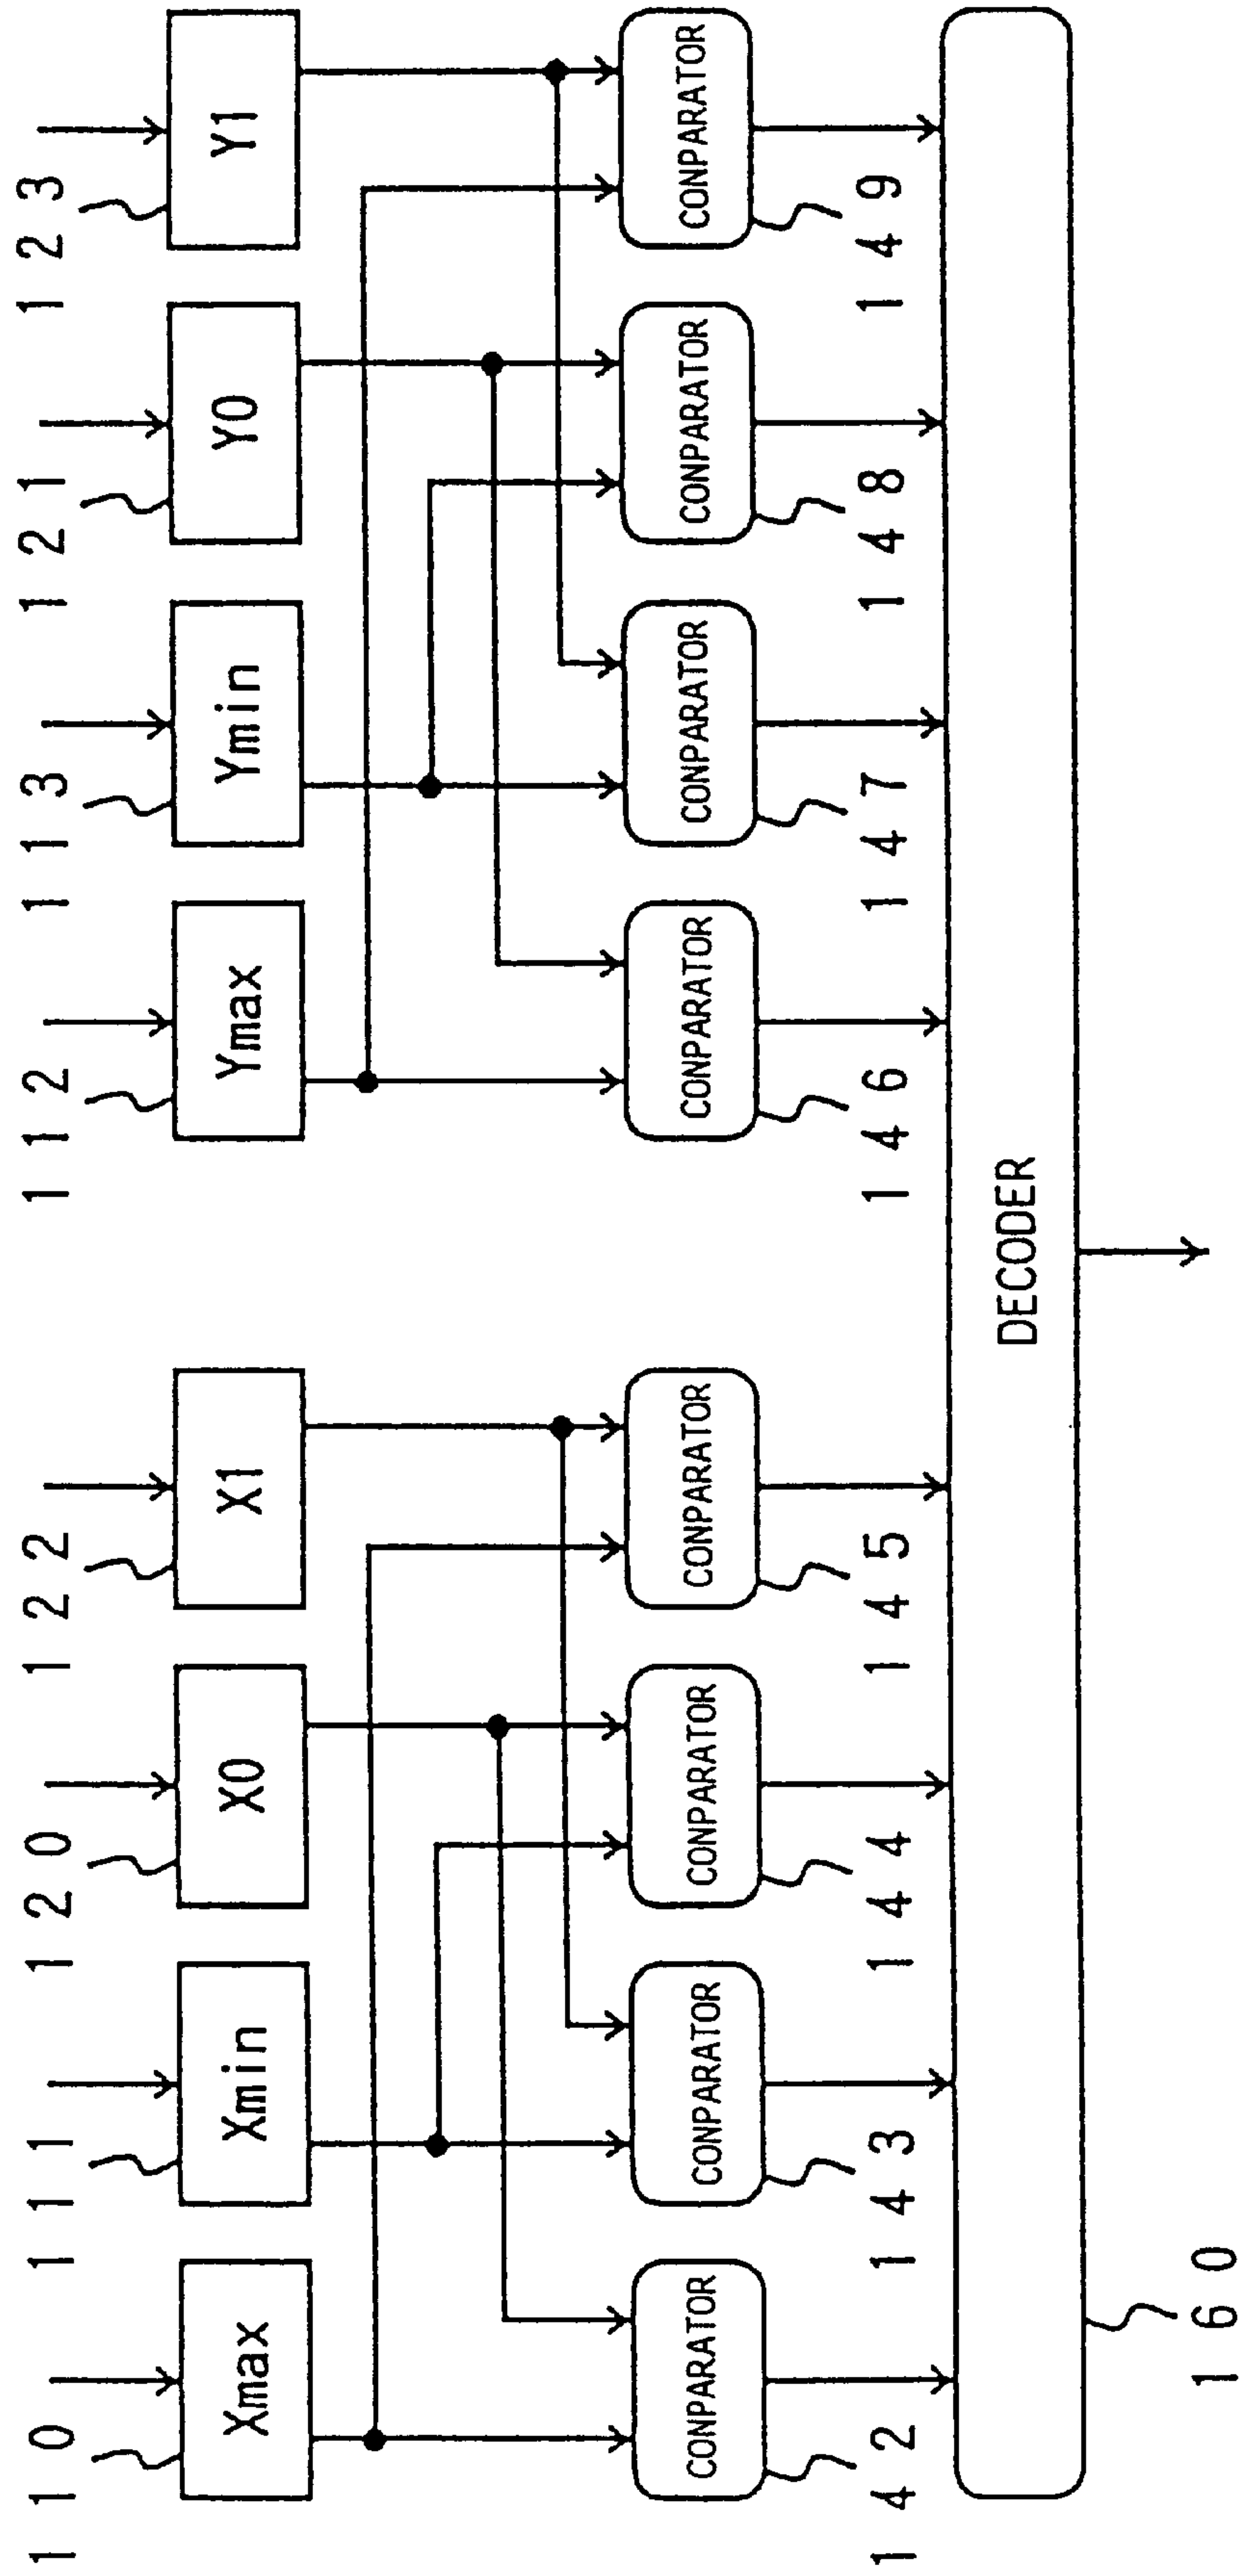 110 111 120 122 112 113 121 123
Xmax Xmin X0 X1 Ymax Ymin Y0 Y1
CONPARATOR CONPARATOR CONPARATOR CONPARATOR CONPARATOR CONPARATOR CONPARATOR CONPARATOR
142 143 144 145 146 147 148 149
DECODER
160